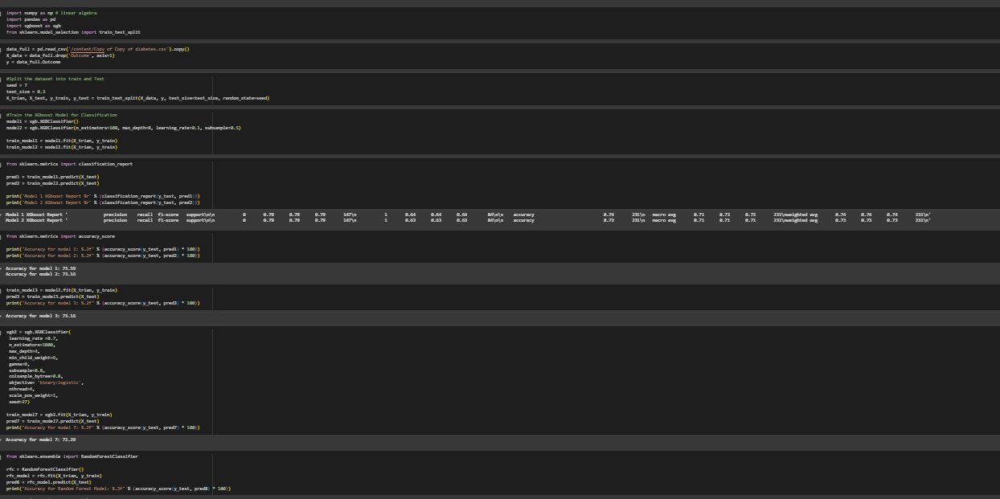 import numpy as np # linear algebra
import pandas as pd
import xgboost as xgb
from sklearn.model_selection import train_test_split
data_full = pd.read_csv('/content/Copy of Copy of diabetes.csv').copy()
X_data = data_full.drop('Outcome', axis=1)
y = data_full.Outcome
#Split the dataset into train and Test
seed = 7
test_size = 0.3
X_trian, X_test, y_train, y_test = train_test_split(X_data, y, test_size=test_size, random_state=seed)
#Train the XGboost Model for Classification
model1 = xgb.XGBClassifier()
model2 = xgb.XGBClassifier(n_estimators=100, max_depth=8, learning_rate=0.1, subsample=0.5)
train_model1 = model1.fit(X_trian, y_train)
train_model2 = model2.fit(X_trian, y_train)
from sklearn.metrics import classification_report
pred1 = train_model1.predict(X_test)
pred2 = train_model2.predict(X_test)
print('Model 1 XGboost Report %r' % (classification_report(y_test, pred1)))
print('Model 2 XGboost Report %r' % (classification_report(y_test, pred2)))
Model 1 XGboost Report ' precision recall f1-score support\n\n 0 0.79 0.79 0.79 147\n 1 0.64 0.64 0.64 84\n\n accuracy 0.74 231\n macro avg 0.71 0.72 0.72 231\nweighted avg 0.74 0.74 0.74 231\n'
Model 2 XGboost Report ' precision recall f1-score support\n\n 0 0.79 0.79 0.79 147\n 1 0.63 0.63 0.63 84\n\n accuracy 0.73 231\n macro avg 0.71 0.71 0.71 231\nweighted avg 0.73 0.73 0.73 231\n'
from sklearn.metrics import accuracy_score
print("Accuracy for model 1: %.2f" % (accuracy_score(y_test, pred1) * 100))
print("Accuracy for model 2: %.2f" % (accuracy_score(y_test, pred2) * 100))
Accuracy for model 1: 73.59
Accuracy for model 2: 73.16
train_model3 = model2.fit(X_trian, y_train)
pred3 = train_model3.predict(X_test)
print("Accuracy for model 3: %.2f" % (accuracy_score(y_test, pred3) * 100))
Accuracy for model 3: 73.16
xgb2 = xgb.XGBClassifier(
learning_rate =0.7,
n_estimators=1000,
max_depth=4,
min_child_weight=6,
gamma=0,
subsample=0.8,
colsample_bytree=0.8,
objective= 'binary:logistic',
nthread=4,
scale_pos_weight=1,
seed=27)
train_model7 = xgb2.fit(X_trian, y_train)
pred7 = train_model7.predict(X_test)
print("Accuracy for model 7: %.2f" % (accuracy_score(y_test, pred7) * 100))
Accuracy for model 7: 72.29
from sklearn.ensemble import RandomForestClassifier
rfc = RandomForestClassifier()
rfc_model = rfc.fit(X_trian, y_train)
pred8 = rfc_model.predict(X_test)
print("Accuracy for Random Forest Model: %.2f" % (accuracy_score(y_test, pred8) * 100))